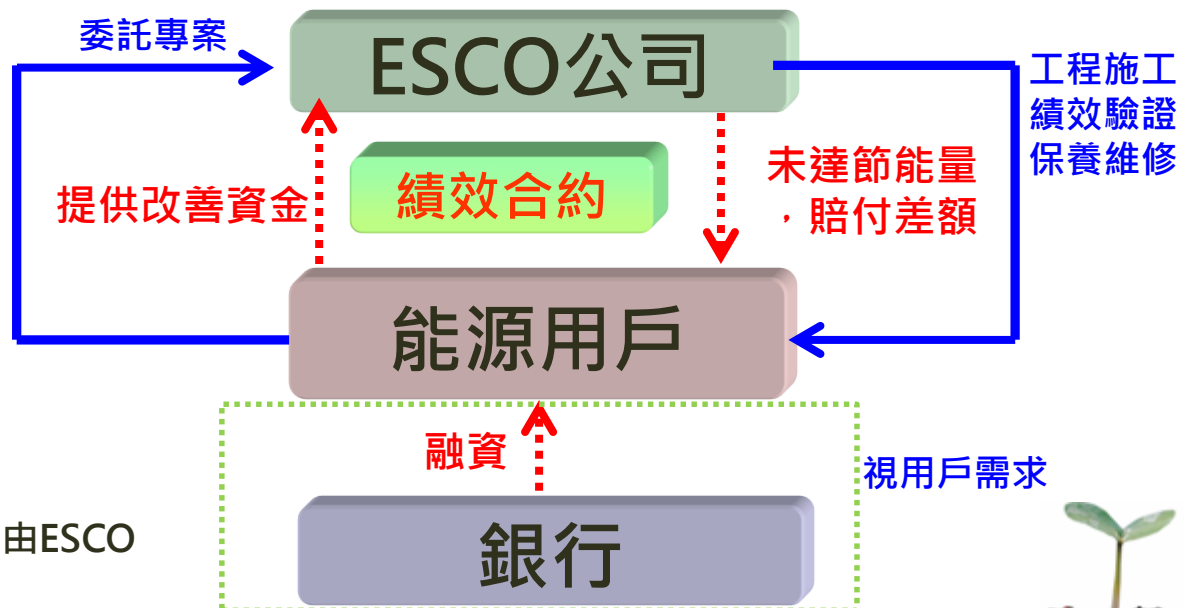 委託專案
ESCO公司
工程施工
績效驗證
保養維修
提供改善資金
績效合約
未達節能量
，賠付差額
能源用戶
融資
視用戶需求
由ESCO
銀行